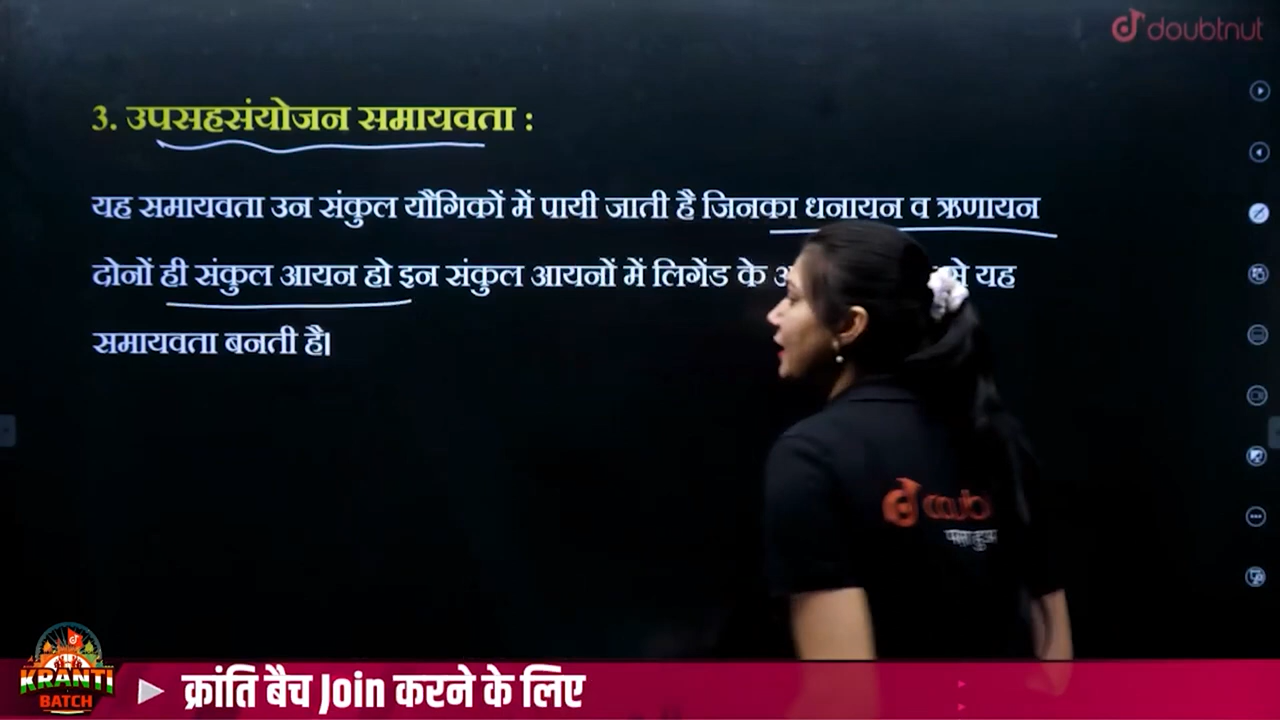 doubtnut
3. उपसहसंयोजन समायवता :
यह समायवता उन संकुल यौगिकों में पायी जाती है जिनका धनायन व ऋणायन
दोनों ही संकुल आयन हो इन संकुल आयनों में लिगेंड के यह
समायवता बनती है।
KRANTI
BATCH
क्रांति बैच Join करने के लिए